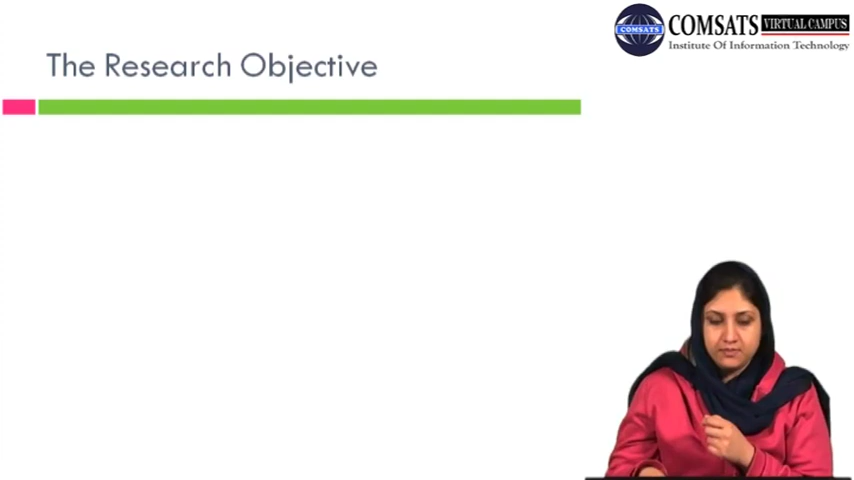 COMSATS VIRTUAL CAMPUS
COMSATS
Institute Of Information Technology
The Research Objective